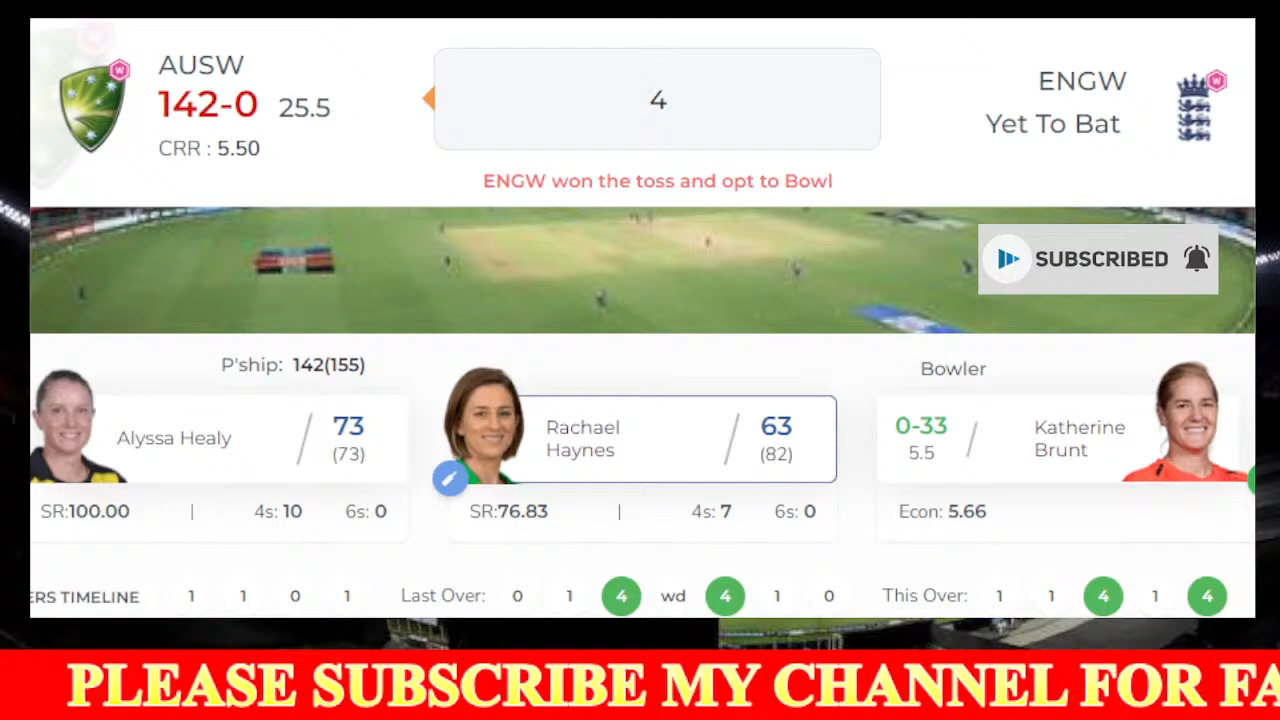 AUSW
142-0 25.5
CRR : 5.50
4
ENGW
Yet To Bat
W
W
ENGW won the toss and opt to Bowl
SUBSCRIBED
P'ship: 142(155)
Bowler
Alyssa Healy
73
(73)
Rachael
Haynes
63
(82)
0-33
5.5
Katherine
Brunt
SR:100.00 | 4s: 10 6s: 0
SR:76.83 | 4s: 7 6s: 0
Econ: 5.66
ERS TIMELINE 1 1 0 1 Last Over: 0 1 4 wd 4 1 0 This Over: 1 1 4 1 4
PLEASE SUBSCRIBE MY CHANNEL FOR FA